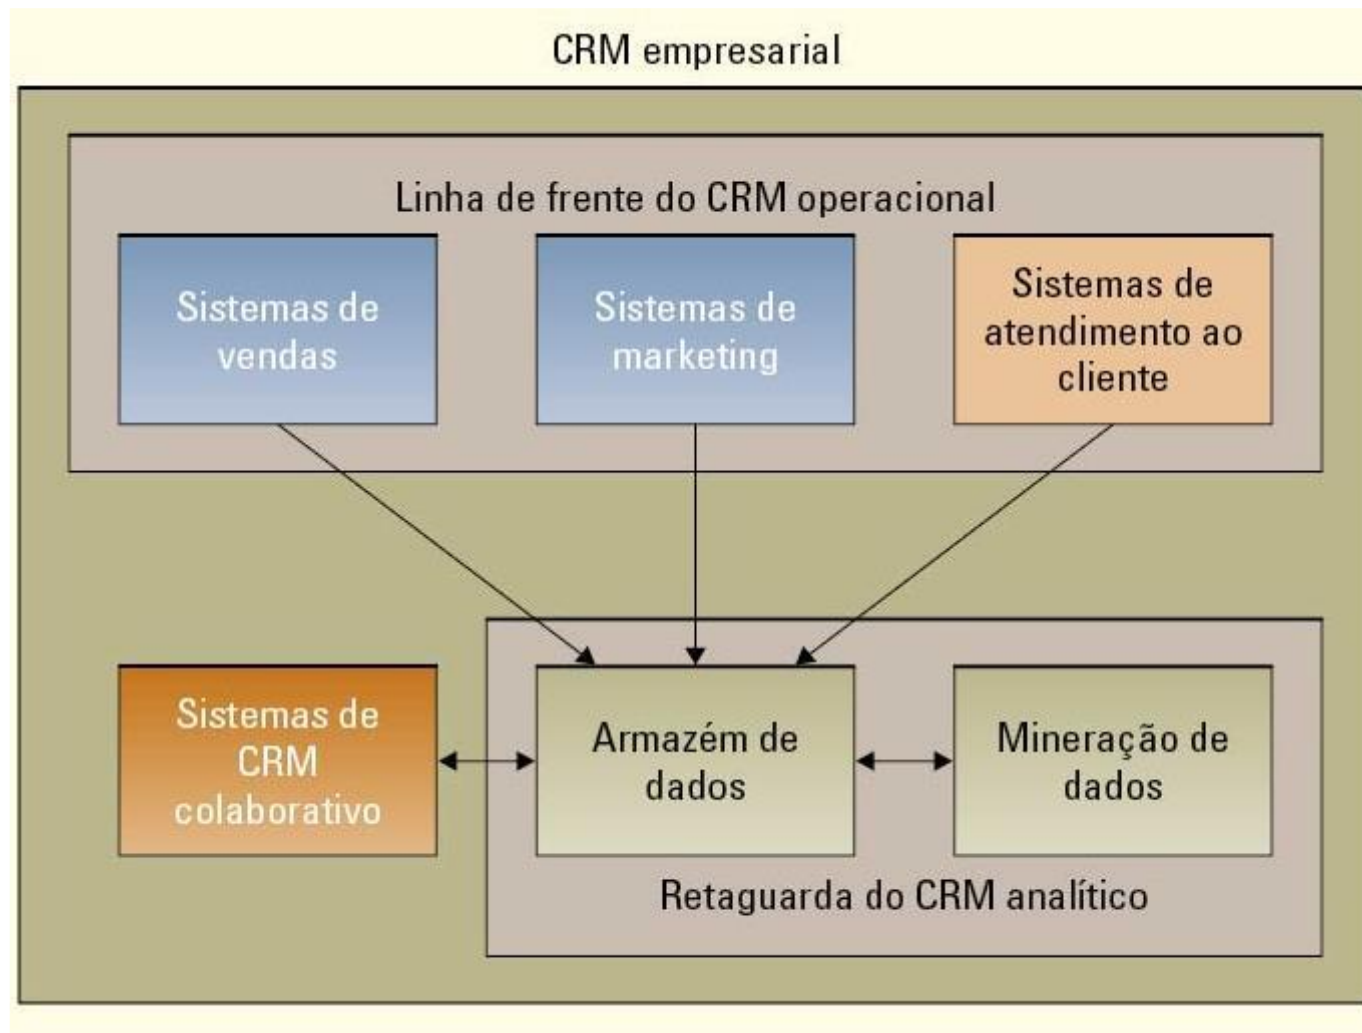 CRM empresarial
Linha de frente do CRM operacional
Sistemas de
vendas
Sistemas de
marketing
Sistemas de
atendimento ao
cliente
Sistemas de
CRM
colaborativo
Armazém de
dados
Mineração de
dados
Retaguarda do CRM analítico